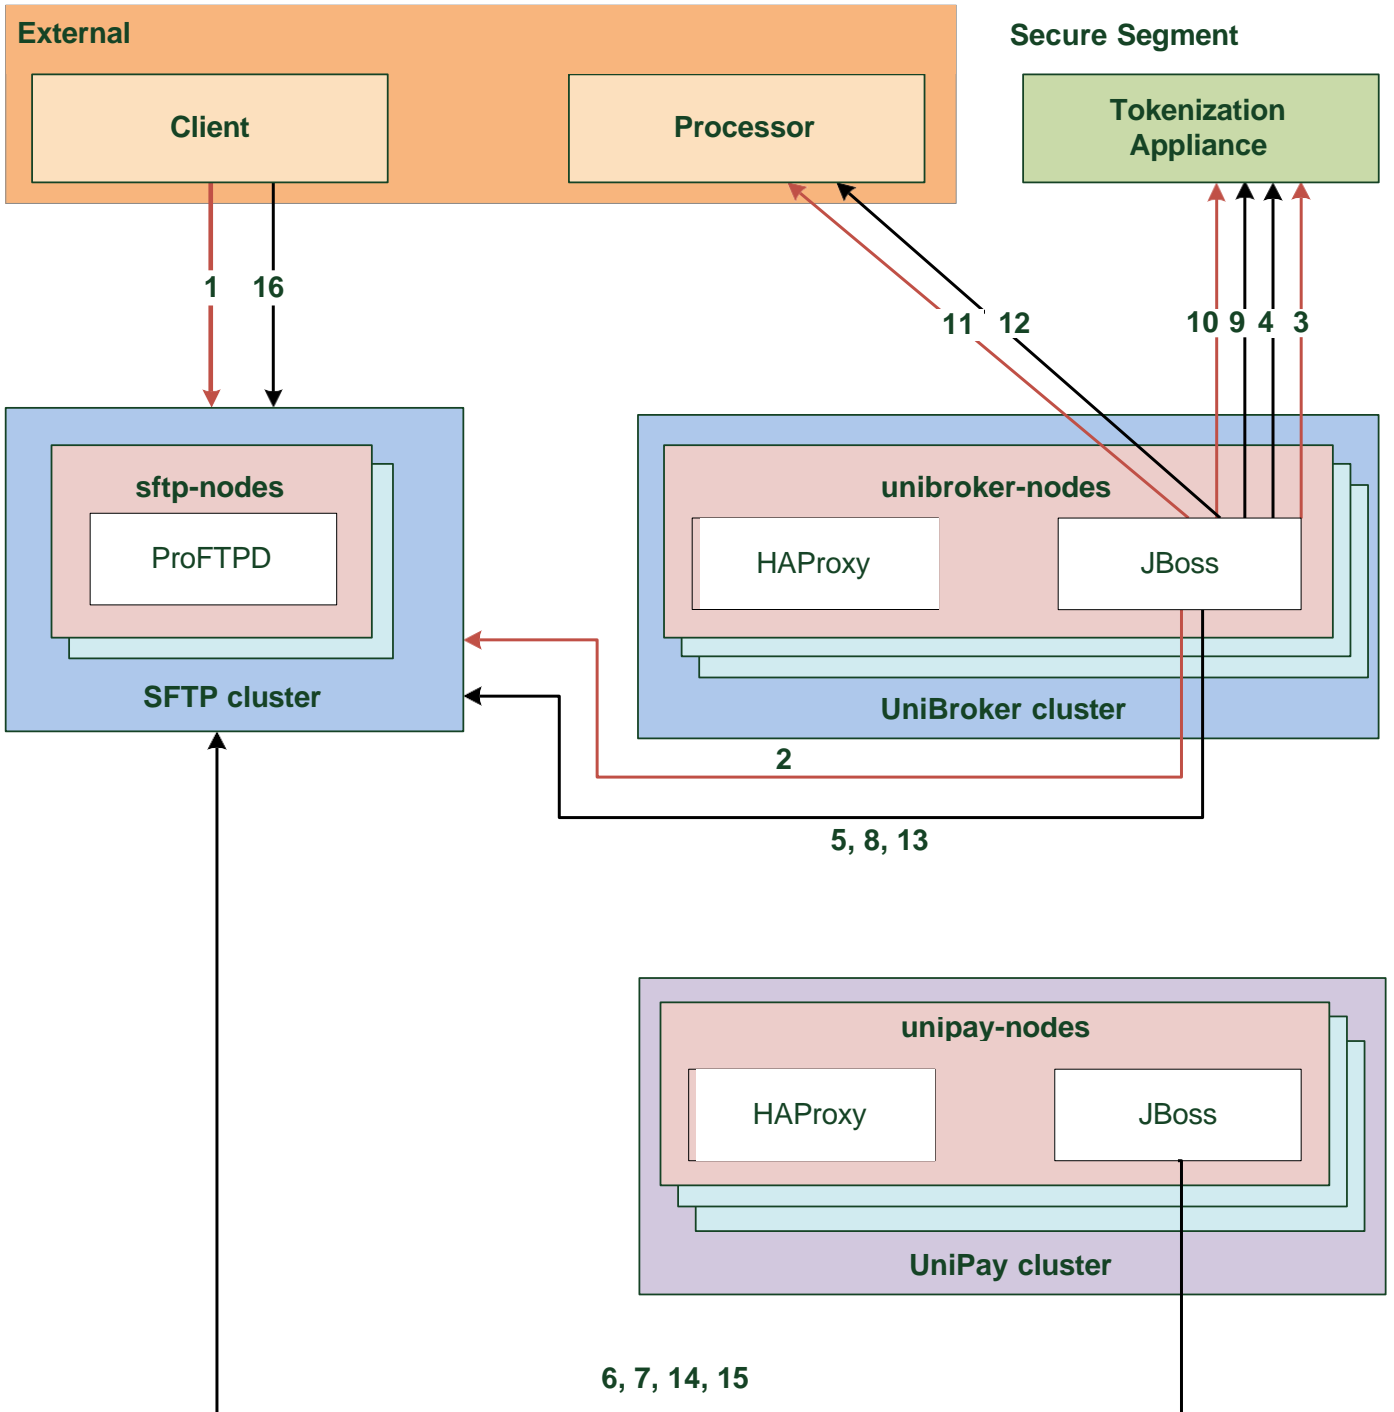 External
Secure Segment
Client
Processor
Tokenization
Appliance
1
16
11
12
10
9
4
3
sftp-nodes
ProFTPD
SFTP cluster
unibroker-nodes
HAProxy
JBoss
UniBroker cluster
2
5, 8, 13
unipay-nodes
HAProxy
JBoss
UniPay cluster
6, 7, 14, 15